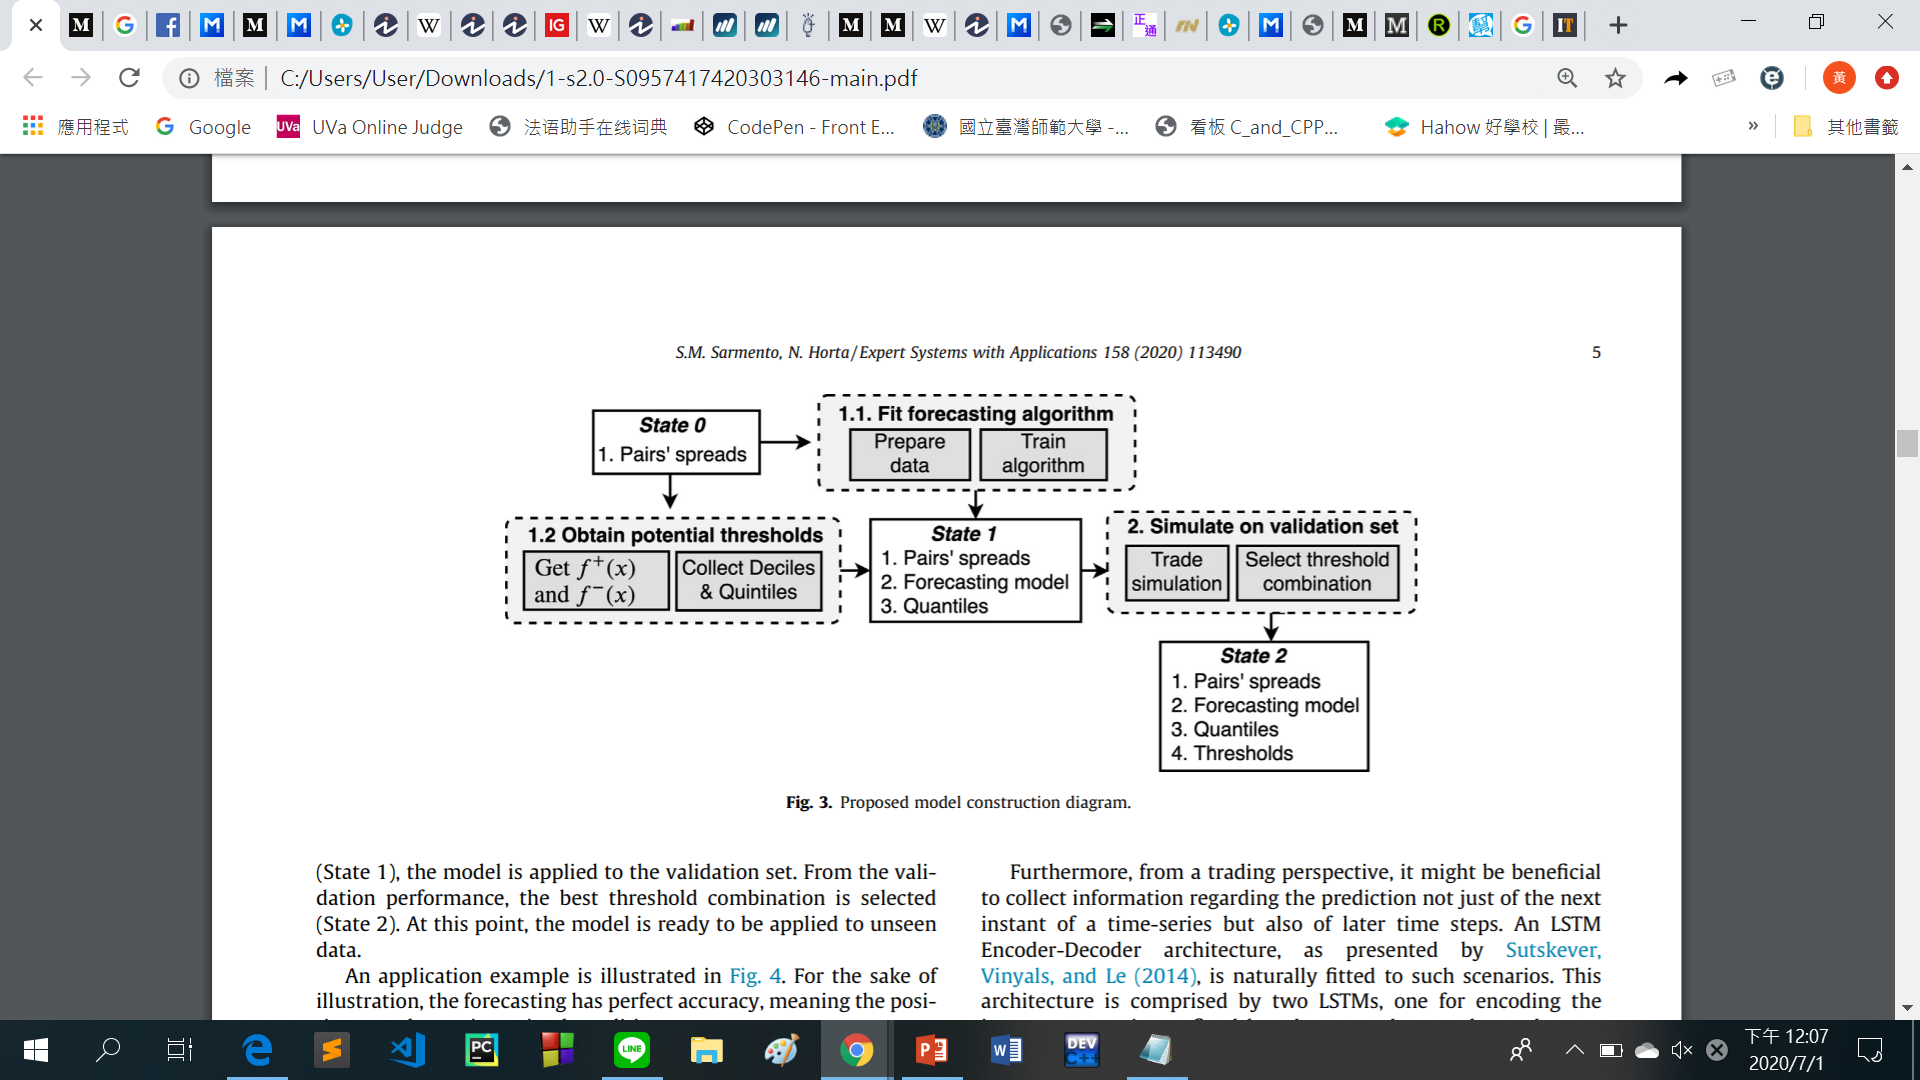 檔案 C:/Users/User/Downloads/1-s2.0-S0957417420303146-main.pdf
黃
應用程式 Google UVa UVa Online Judge 法语助手在线词典 CodePen - Front E... 國立臺灣師範大學 -... 看板 C_and_CPP... Hahow 好學校 | 最... » 其他書籤
S.M. Sarmento, N. Horta / Expert Systems with Applications 158 (2020) 113490
5
State 0
1. Pairs' spreads
1.1. Fit forecasting algorithm
Prepare
data
Train
algorithm
1.2 Obtain potential thresholds
Get f⁺(x)
and f⁻(x)
Collect Deciles
& Quintiles
State 1
1. Pairs' spreads
2. Forecasting model
3. Quantiles
2. Simulate on validation set
Trade
simulation
Select threshold
combination
State 2
1. Pairs' spreads
2. Forecasting model
3. Quantiles
4. Thresholds
Fig. 3. Proposed model construction diagram.
(State 1), the model is applied to the validation set. From the vali-
dation performance, the best threshold combination is selected
(State 2). At this point, the model is ready to be applied to unseen
data.
An application example is illustrated in Fig. 4. For the sake of
illustration, the forecasting has perfect accuracy, meaning the posi-
Furthermore, from a trading perspective, it might be beneficial
to collect information regarding the prediction not just of the next
instant of a time-series but also of later time steps. An LSTM
Encoder-Decoder architecture, as presented by Sutskever,
Vinyals, and Le (2014), is naturally fitted to such scenarios. This
architecture is comprised by two LSTMs, one for encoding the
PC
LINE
DEV
C++
下午 12:07
2020/7/1